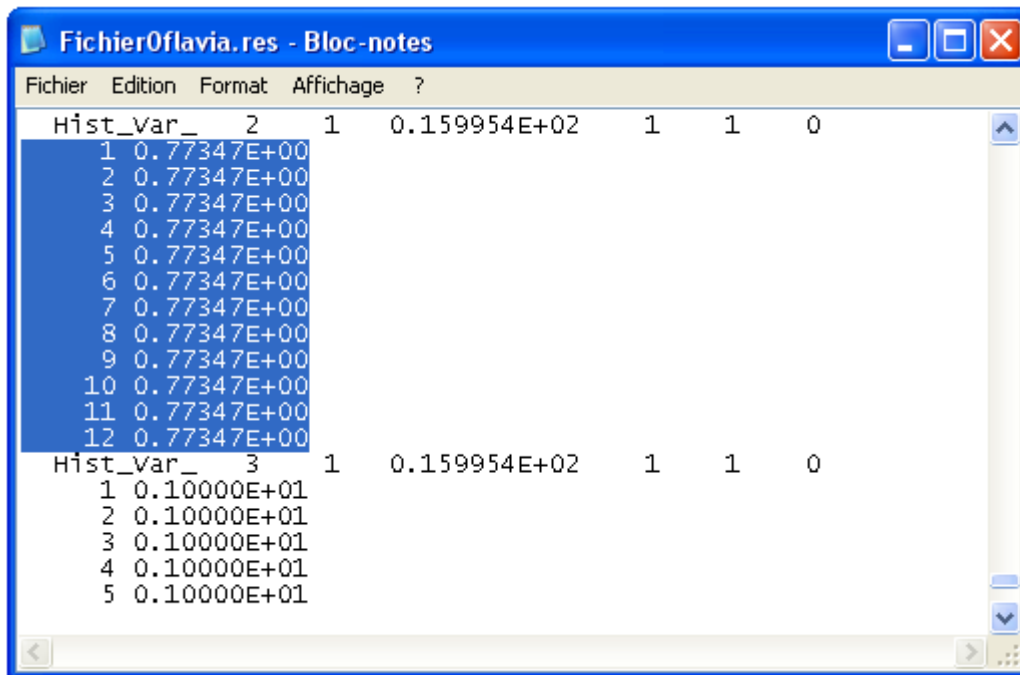 Fichier0flavia.res - Bloc-notes
Fichier Edition Format Affichage ?
Hist_Var_ 2 1 0.159954E+02 1 1 0
1 0.77347E+00
2 0.77347E+00
3 0.77347E+00
4 0.77347E+00
5 0.77347E+00
6 0.77347E+00
7 0.77347E+00
8 0.77347E+00
9 0.77347E+00
10 0.77347E+00
11 0.77347E+00
12 0.77347E+00
Hist_Var_ 3 1 0.159954E+02 1 1 0
1 0.10000E+01
2 0.10000E+01
3 0.10000E+01
4 0.10000E+01
5 0.10000E+01